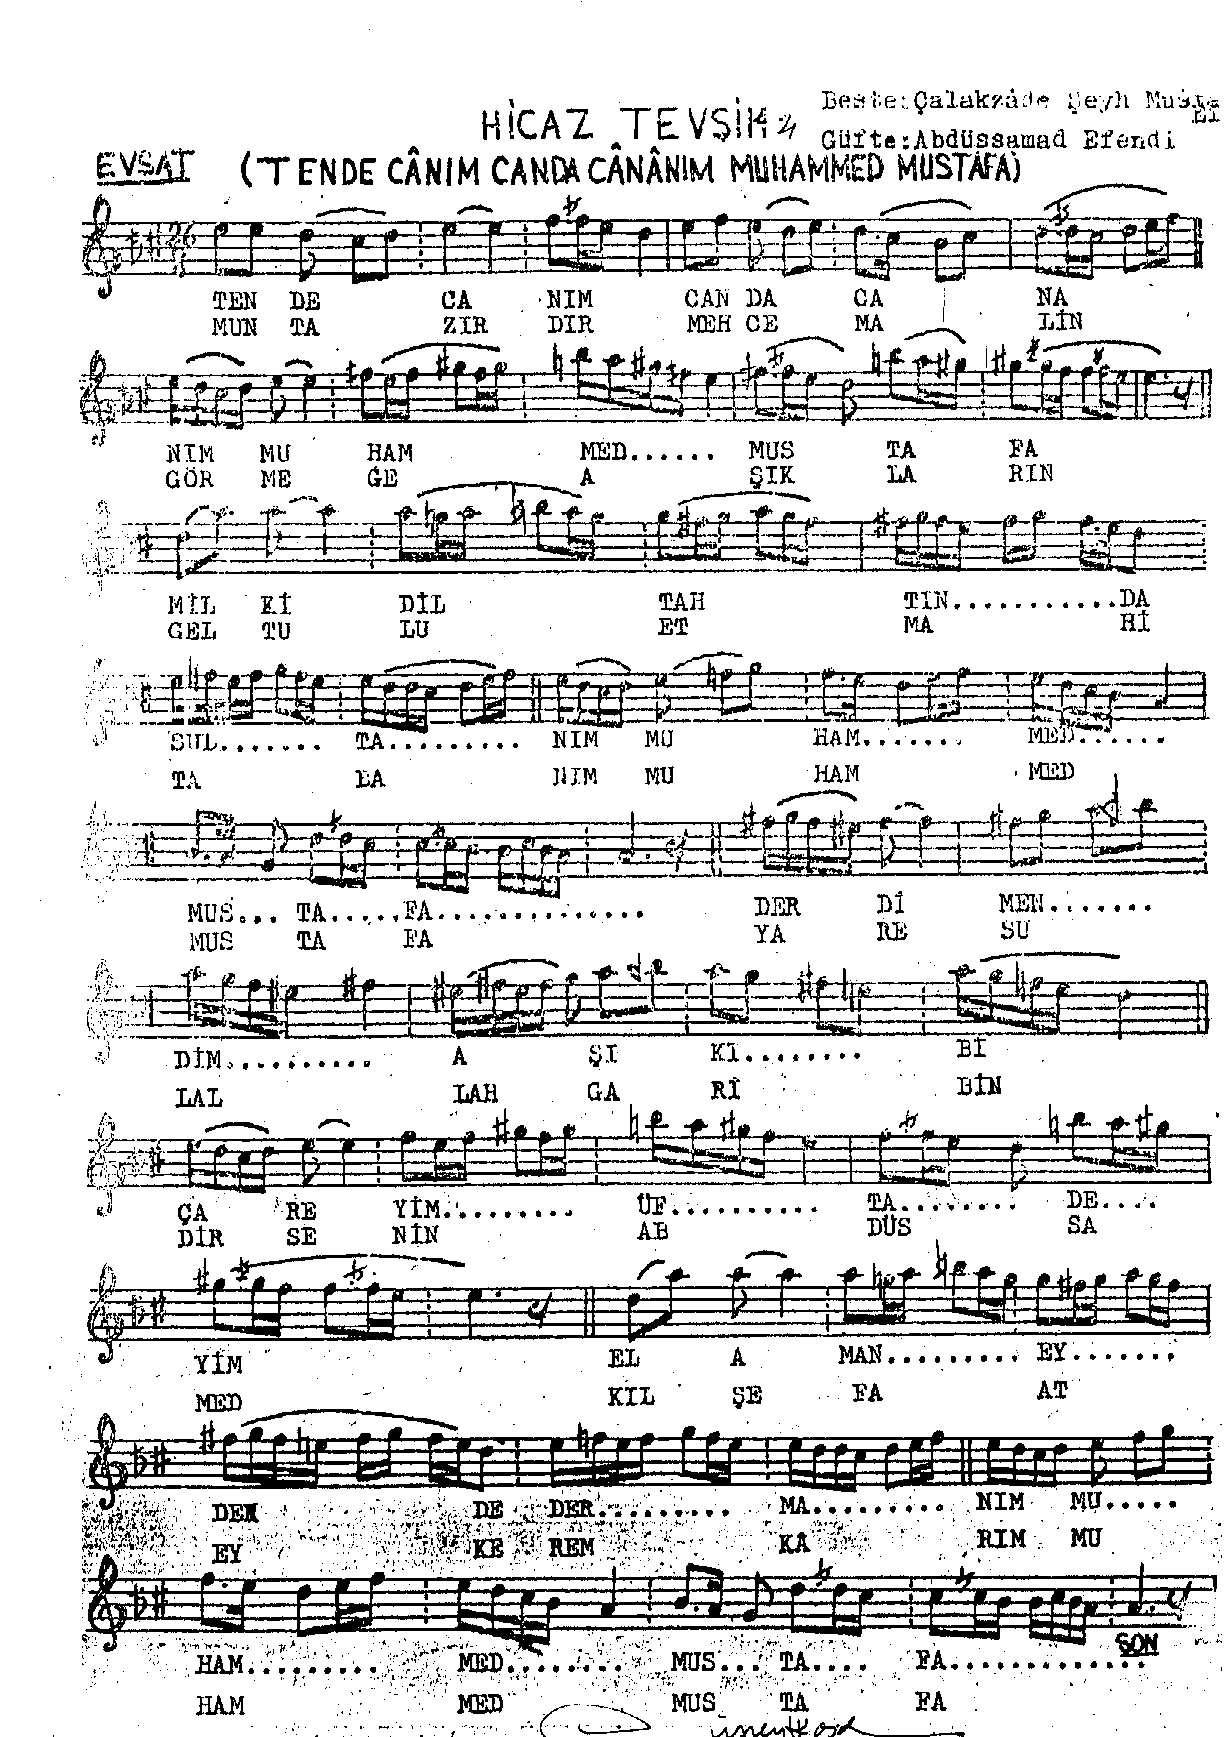 Beste:Çalakzâde Şeyh Musta
HİCAZ TEVŞİH
Güfte:Abdüssamad Efendi
EVSAT
(TENDE CÂNIM CANDA CÂNÂNIM MUHAMMED MUSTAFA)
26
TEN DE CA NIM CAN DA CA NA
MUN TA ZIR DIR MEH CE MA LİN
NIM MU HAM MED...... MUS TA FA
GÖR ME GE A ŞIK LA RIN
MİL Kİ DİL TAH TIN...........DA
GEL TU LU ET MA Hİ
SUL....... TA......... NIM MU HAM....... MED......
TA BA NIM MU HAM MED
MUS... TA.....FA..............
MUS TA FA
DER Dİ MEN.......
YA RE SU
DİM.......... A ŞI KI........ Bİ
LAL LAH GA Rİ BİN
ÇA RE YİM......... ÜF.......... TA........ DE....
DİR SE NİN AB DÜS SA
YİM EL A MAN......... EY.......
MED KIL ŞE FA AT
DER DE DER......... MA......... NIM MU.....
EY KE REM KA RIM MU
SON
HAM......... MED........ MUS... TA.... FA.............
HAM MED MUS TA FA